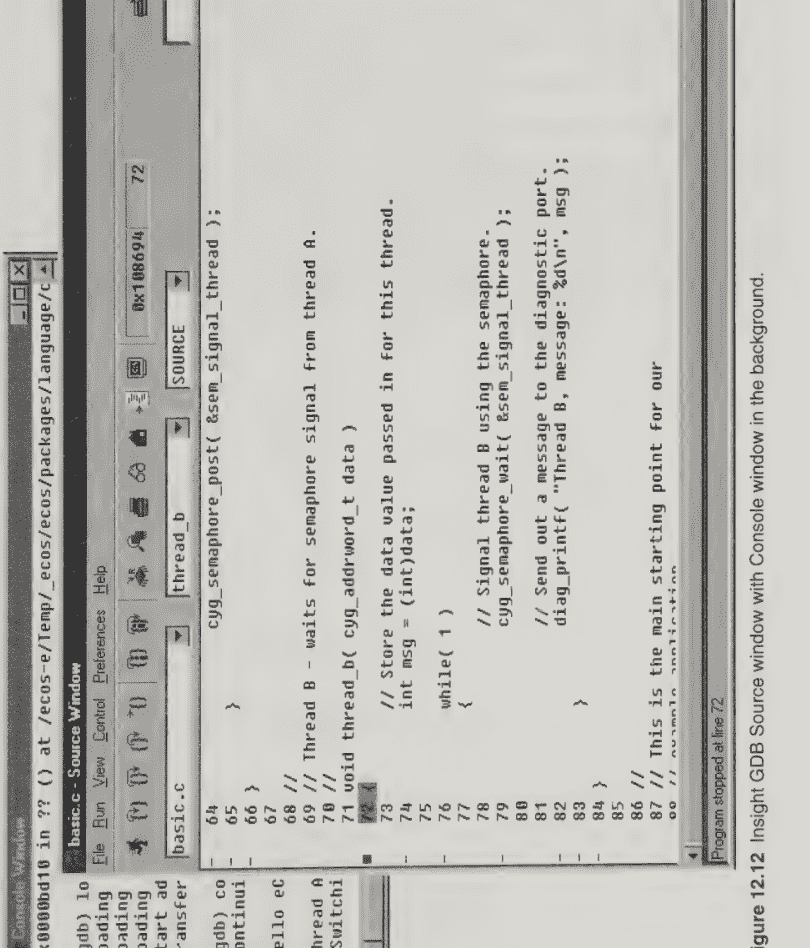 Console Window
x0000bd10 in ?? () at /ecos-e/Temp/_ecos/ecos/packages/language/c
gdb) lo
oading
oading
oading
tart ad
ransfer
gdb) co
ontinui
ello eC
hread A
Switchi
basic.c - Source Window
File Run View Control Preferences Help
0x108694 72
basic.c thread_b SOURCE
64 cyg_semaphore_post( &sem_signal_thread );
65 }
66 }
67
68 //
69 // Thread B - waits for semaphore signal from thread A.
70 //
71 void thread_b( cyg_addrword_t data )
72 {
73 // Store the data value passed in for this thread.
74 int msg = (int)data;
75
76 while( 1 )
77 {
78 // Signal thread B using the semaphore.
79 cyg_semaphore_wait( &sem_signal_thread );
80
81 // Send out a message to the diagnostic port.
82 diag_printf( "Thread B, message: %d\n", msg );
83 }
84 }
85
86 //
87 // This is the main starting point for our
88 // example application
Program stopped at line 72
igure 12.12 Insight GDB Source window with Console window in the background.